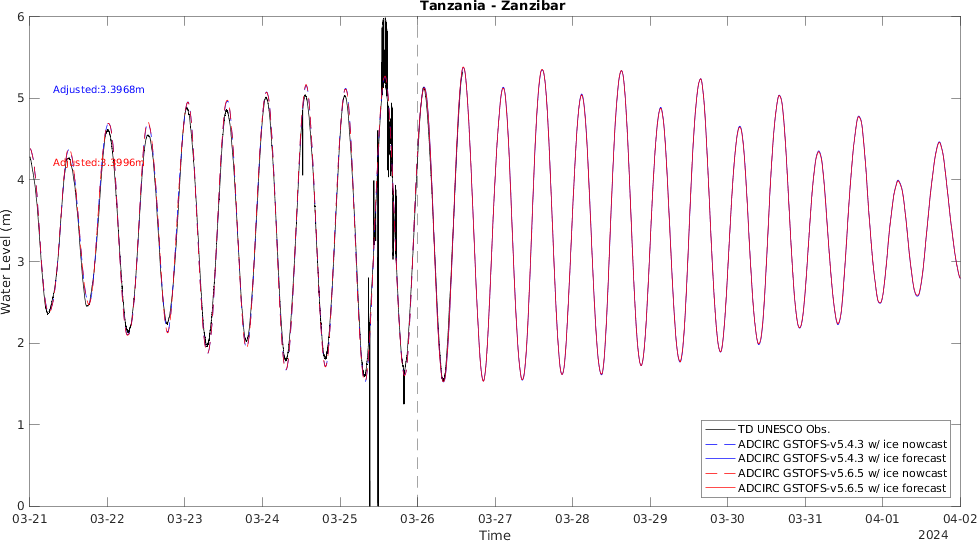 Tanzania - Zanzibar
6
5
4
3
2
1
0
Water Level (m)
Adjusted:3.3968m
Adjusted:3.3996m
TD UNESCO Obs.
ADCIRC GSTOFS-v5.4.3 w/ ice nowcast
ADCIRC GSTOFS-v5.4.3 w/ ice forecast
ADCIRC GSTOFS-v5.6.5 w/ ice nowcast
ADCIRC GSTOFS-v5.6.5 w/ ice forecast
03-21 03-22 03-23 03-24 03-25 03-26 03-27 03-28 03-29 03-30 03-31 04-01 04-02
Time
2024